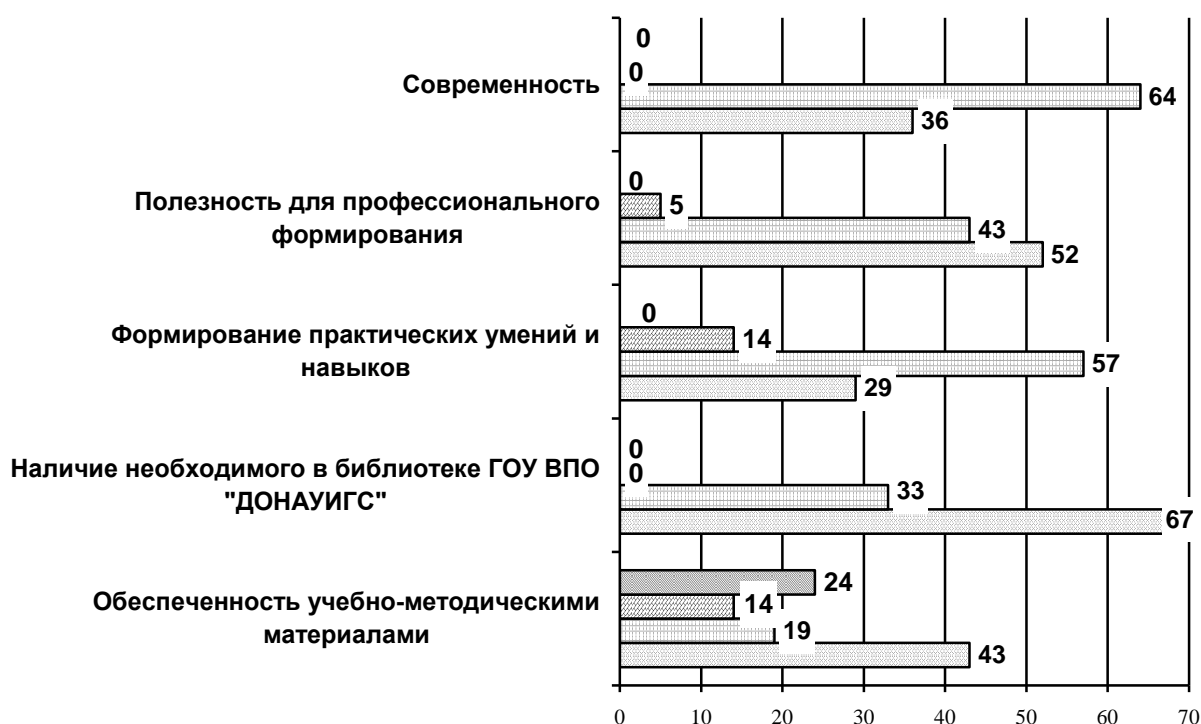 0
0
Современность
64
36
0
Полезность для профессионального
5
формирования
43
52
0
Формирование практических умений и
14
навыков
57
29
0
Наличие необходимого в библиотеке ГОУ ВПО
0
"ДОНАУИГС"
33
67
24
Обеспеченность учебно-методическими
14
материалами
19
43
0 10 20 30 40 50 60 70